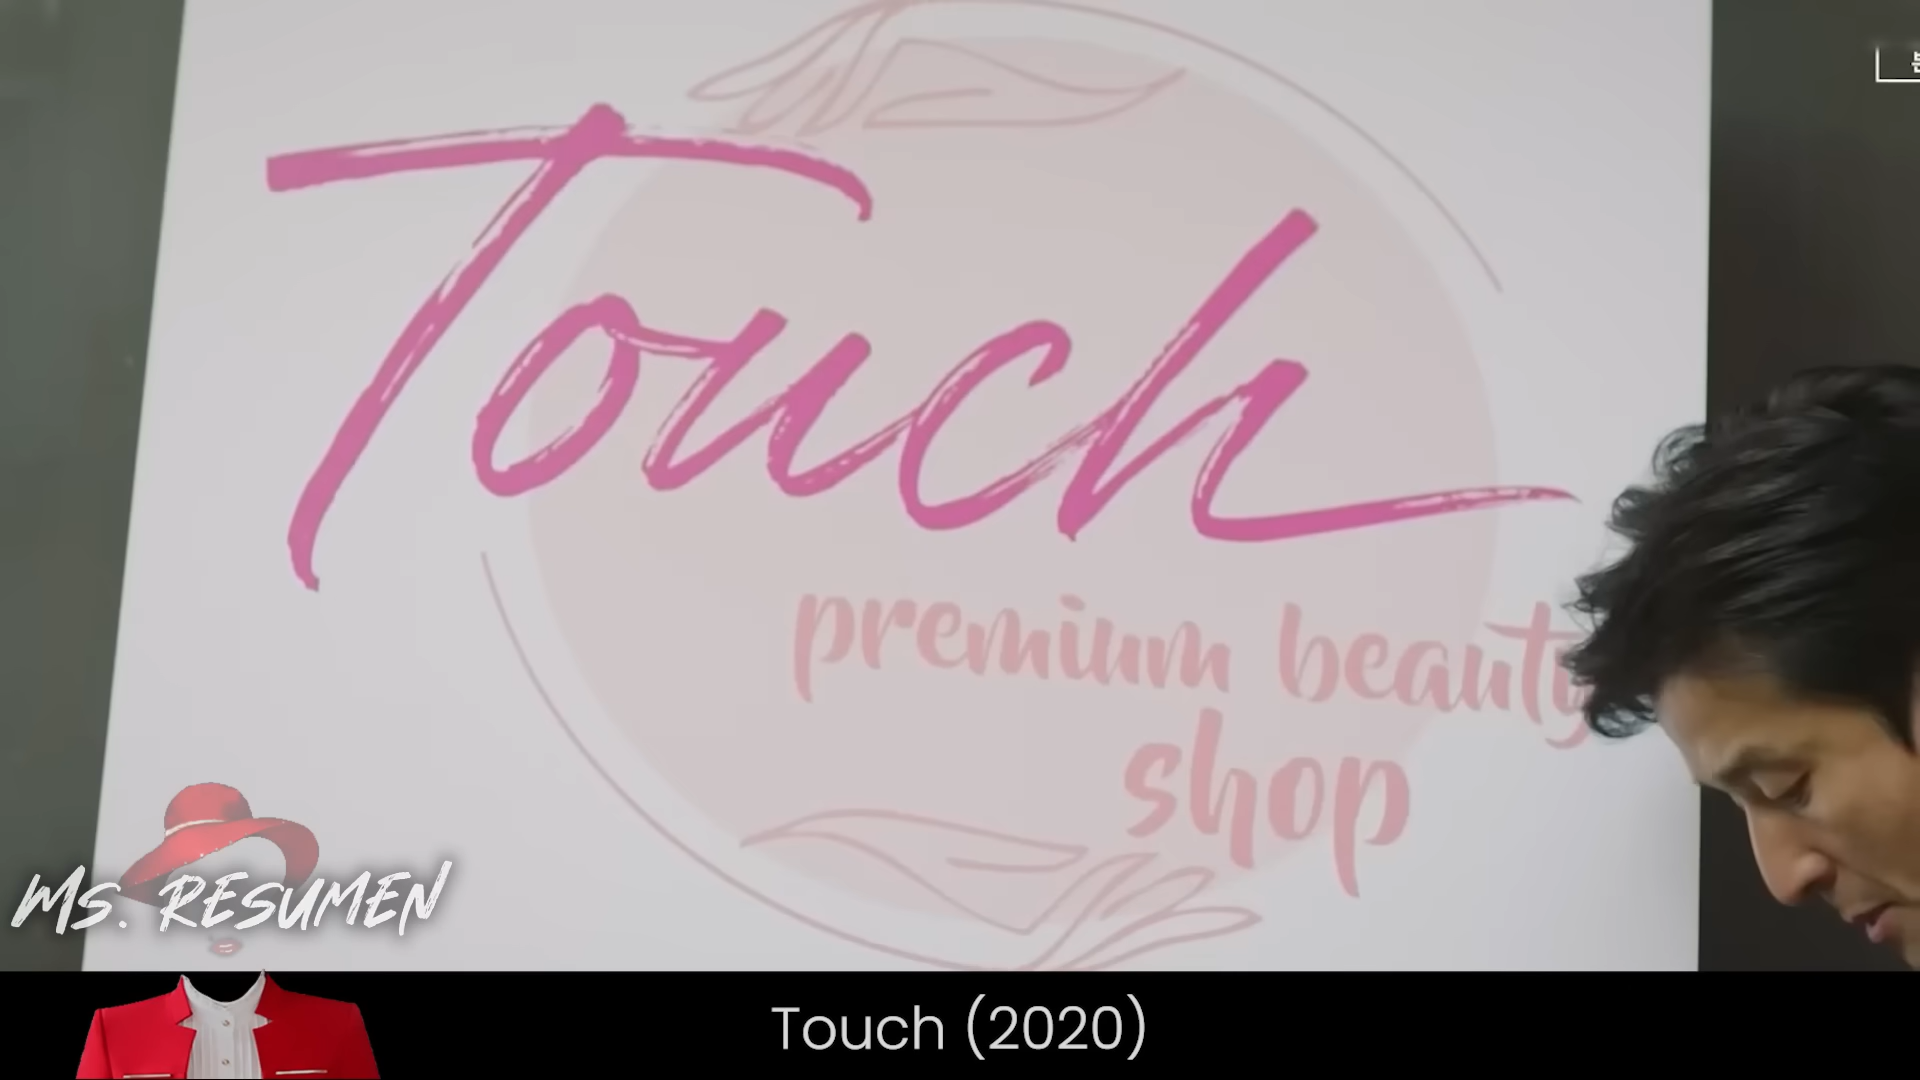 Touch
premium beauty
shop
Ms. RESUMEN
Touch (2020)